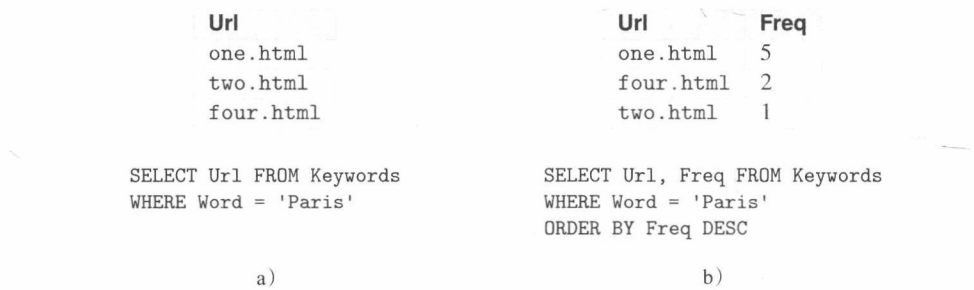 Url
one.html
two.html
four.html
SELECT Url FROM Keywords
WHERE Word = 'Paris'
a)
Url Freq
one.html 5
four.html 2
two.html 1
SELECT Url, Freq FROM Keywords
WHERE Word = 'Paris'
ORDER BY Freq DESC
b)